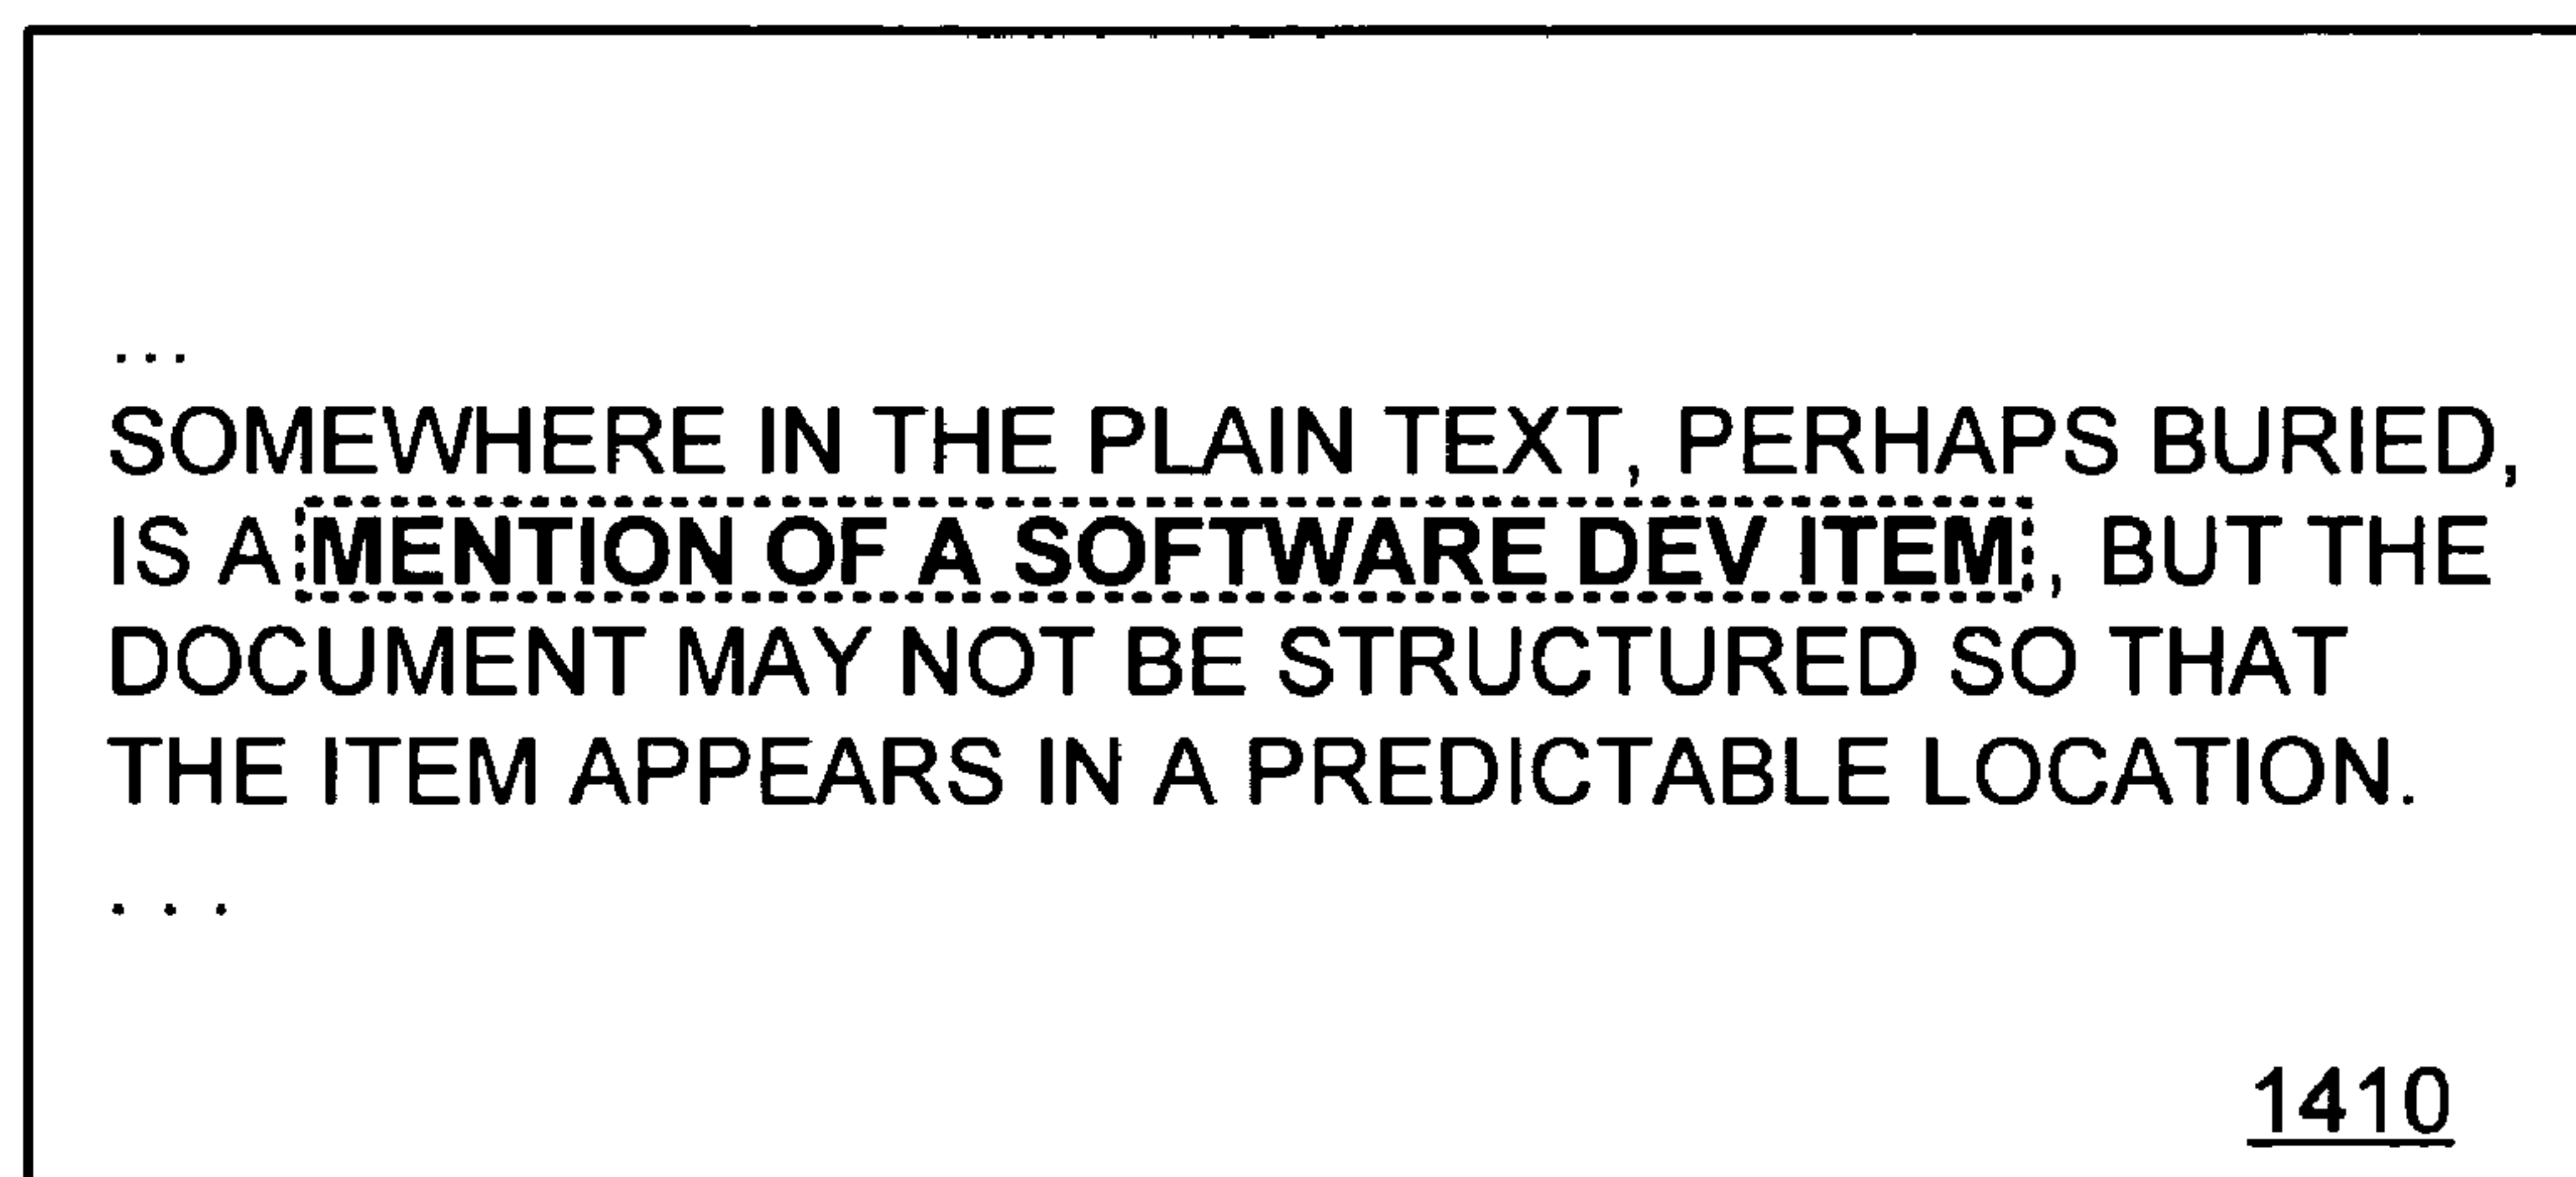 ...
SOMEWHERE IN THE PLAIN TEXT, PERHAPS BURIED,
IS A MENTION OF A SOFTWARE DEV ITEM, BUT THE
DOCUMENT MAY NOT BE STRUCTURED SO THAT
THE ITEM APPEARS IN A PREDICTABLE LOCATION.
. . .
1410